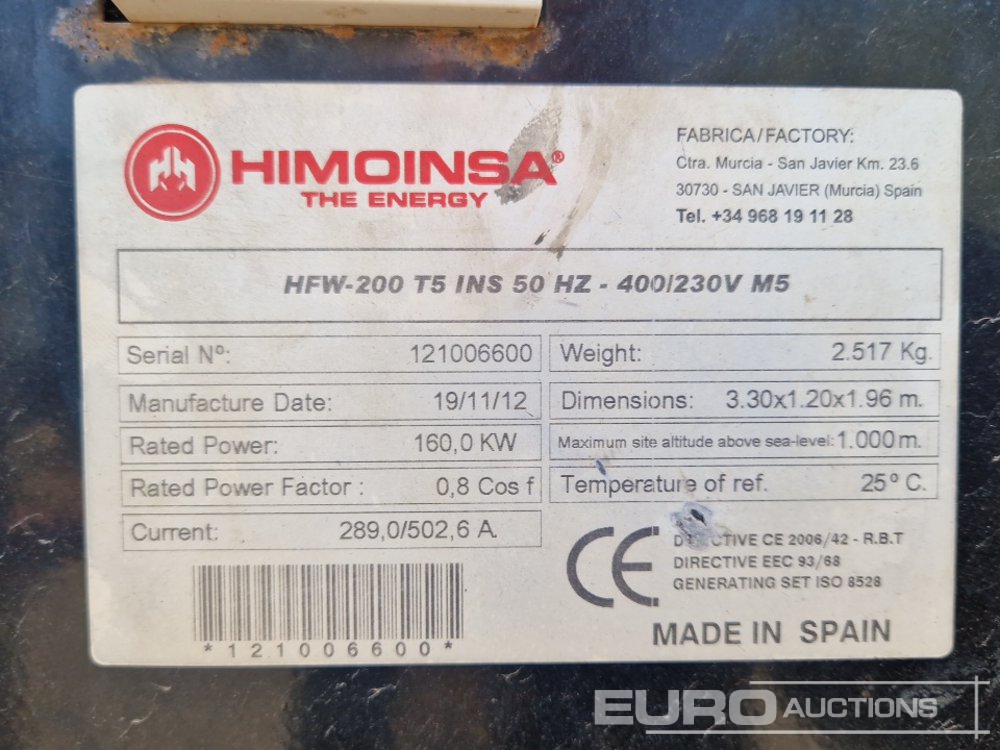 HIMOINSA®
THE ENERGY
FABRICA/FACTORY:
Ctra. Murcia - San Javier Km. 23.6
30730 - SAN JAVIER (Murcia) Spain
Tel. +34 968 19 11 28
HFW-200 T5 INS 50 HZ - 400/230V M5
Serial Nº: 121006600
Manufacture Date: 19/11/12
Rated Power: 160,0 KW
Rated Power Factor : 0,8 Cos f
Current: 289,0/502,6 A.
Weight: 2.517 Kg.
Dimensions: 3.30x1.20x1.96 m.
Maximum site altitude above sea-level: 1.000 m.
Temperature of ref. 25º C.
*121006600*
CE
CE 2006/42 - R.B.T
DIRECTIVE EEC 93/68
GENERATING SET ISO 8528
MADE IN SPAIN
EURO AUCTIONS